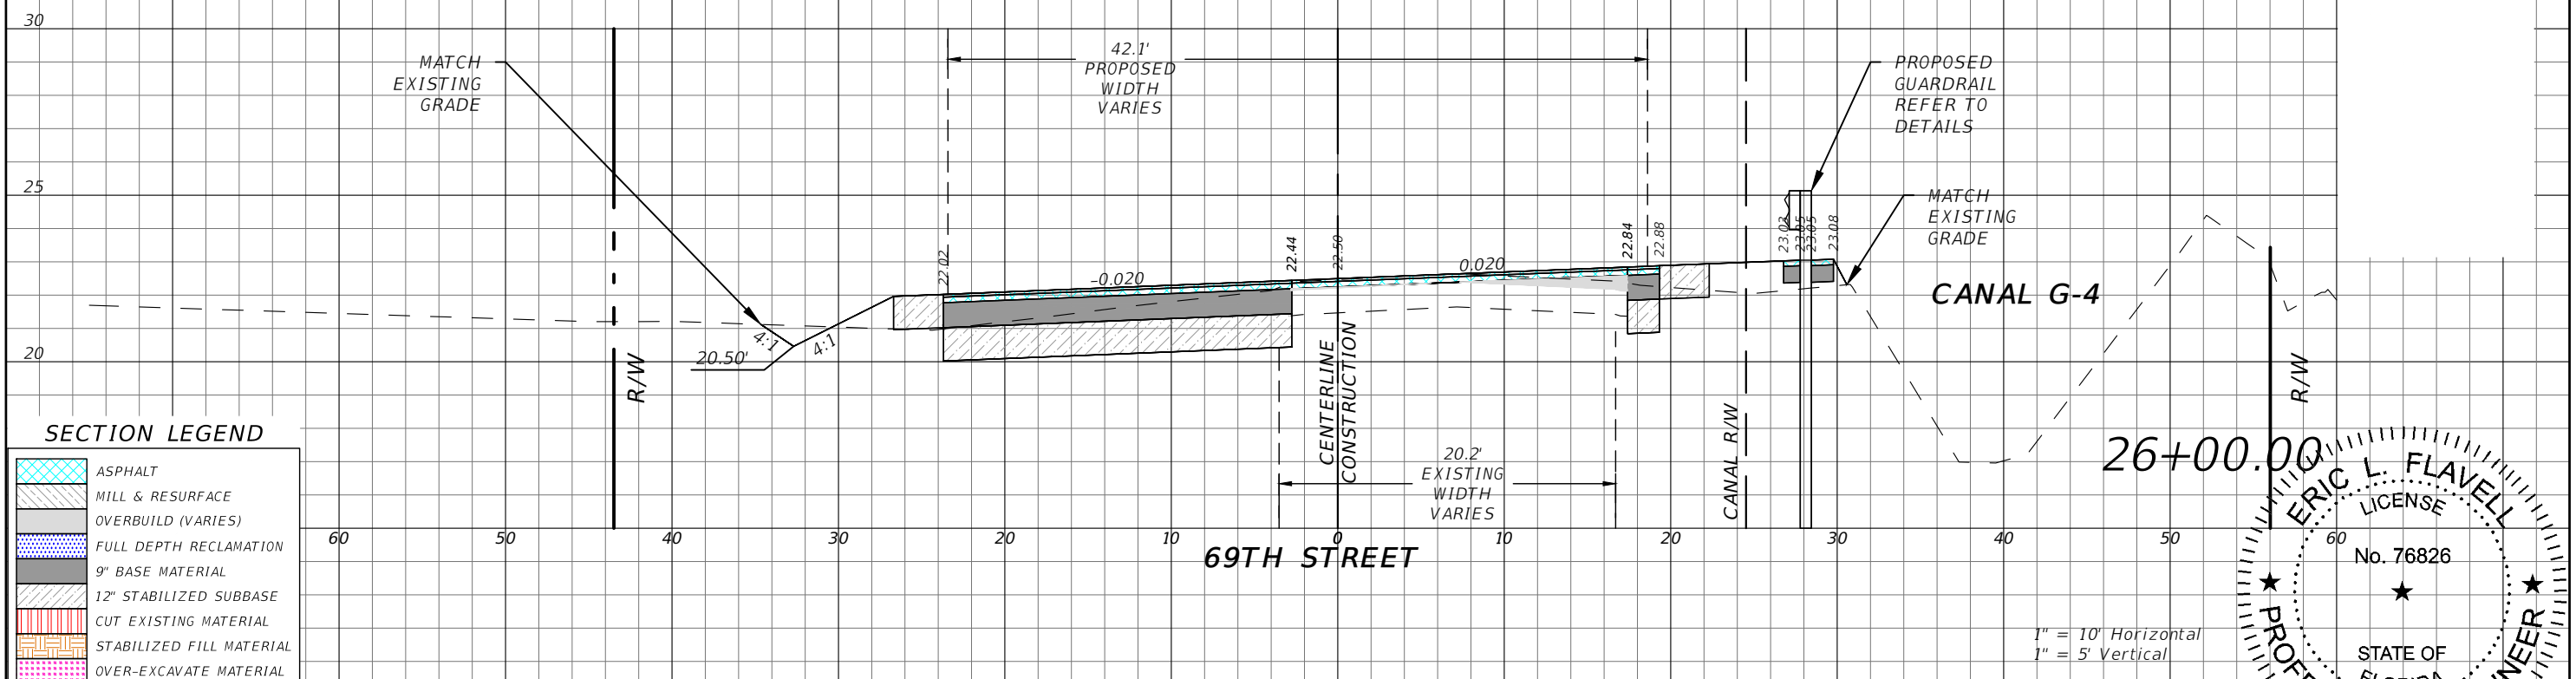 30
25
20
MATCH
EXISTING
GRADE
42.1'
PROPOSED
WIDTH
VARIES
PROPOSED
GUARDRAIL
REFER TO
DETAILS
MATCH
EXISTING
GRADE
22.02
-0.020
22.44
22.50
0.020
22.84
22.88
23.03
23.05
23.05
23.08
CANAL G-4
4:1
4:1
20.50'
R/W
CENTERLINE
CONSTRUCTION
20.2'
EXISTING
WIDTH
VARIES
CANAL R/W
R/W
26+00.00
60
50
40
30
20
10
0
10
20
30
40
50
60
69TH STREET
SECTION LEGEND
ASPHALT
MILL & RESURFACE
OVERBUILD (VARIES)
FULL DEPTH RECLAMATION
9" BASE MATERIAL
12" STABILIZED SUBBASE
CUT EXISTING MATERIAL
STABILIZED FILL MATERIAL
OVER-EXCAVATE MATERIAL
1" = 10' Horizontal
1" = 5' Vertical
ERIC L. FLAVELL
LICENSE
No. 76826
STATE OF